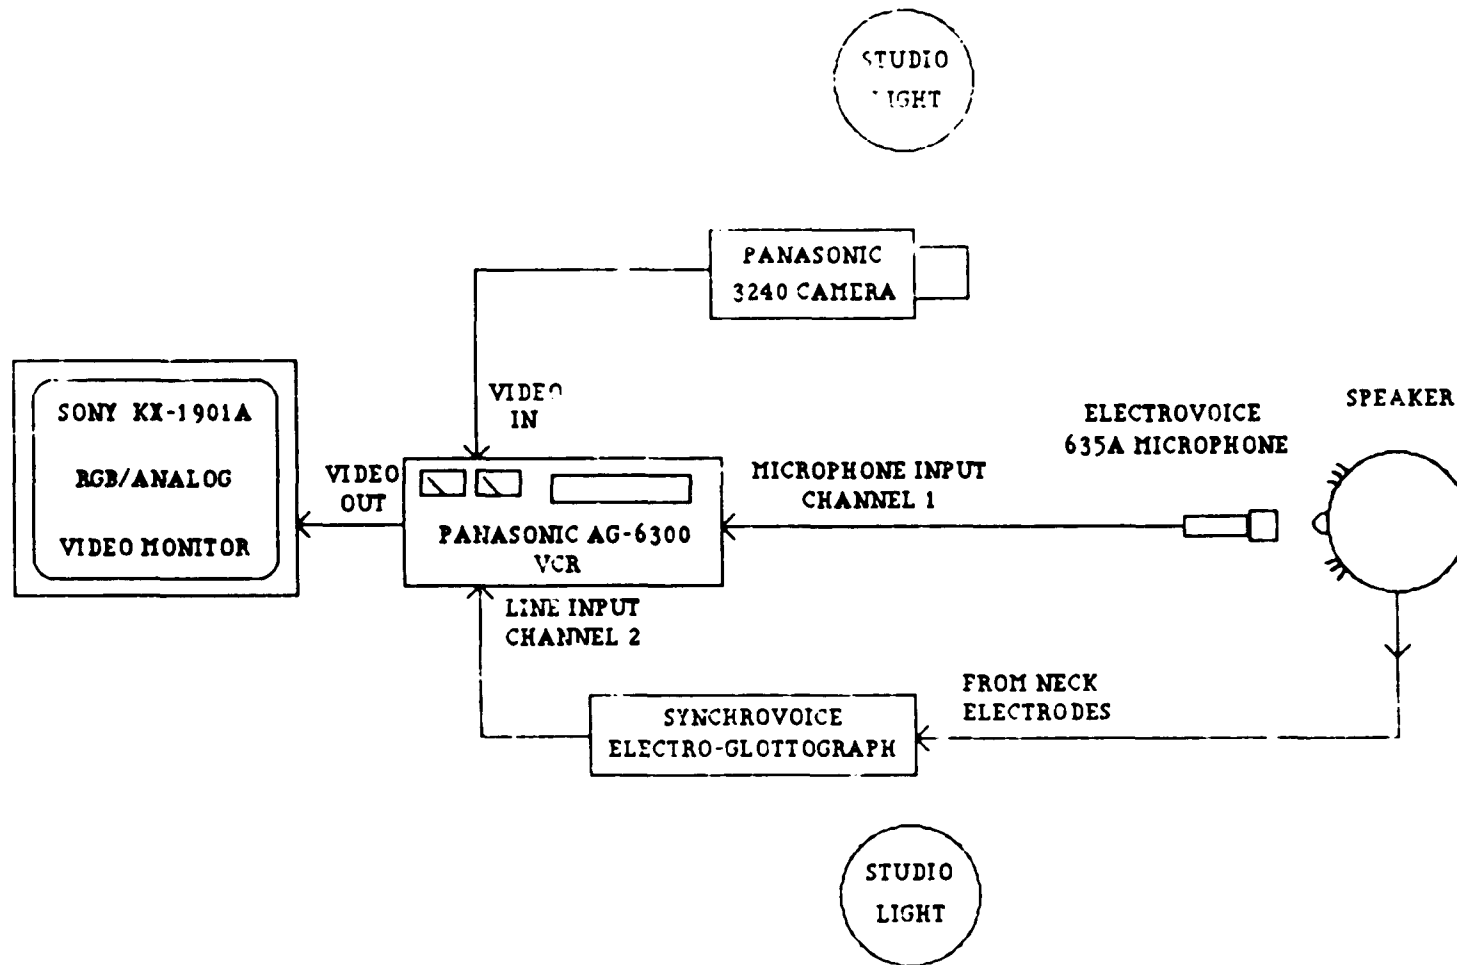 STUDIO
LIGHT
PANASONIC
3240 CAMERA
SONY KX-1901A
RGB/ANALOG
VIDEO MONITOR
VIDEO
IN
VIDEO
OUT
PANASONIC AG-6300
VCR
MICROPHONE INPUT
CHANNEL 1
ELECTROVOICE
635A MICROPHONE
SPEAKER
LINE INPUT
CHANNEL 2
SYNCHROVOICE
ELECTRO-GLOTTOGRAPH
FROM NECK
ELECTRODES
STUDIO
LIGHT